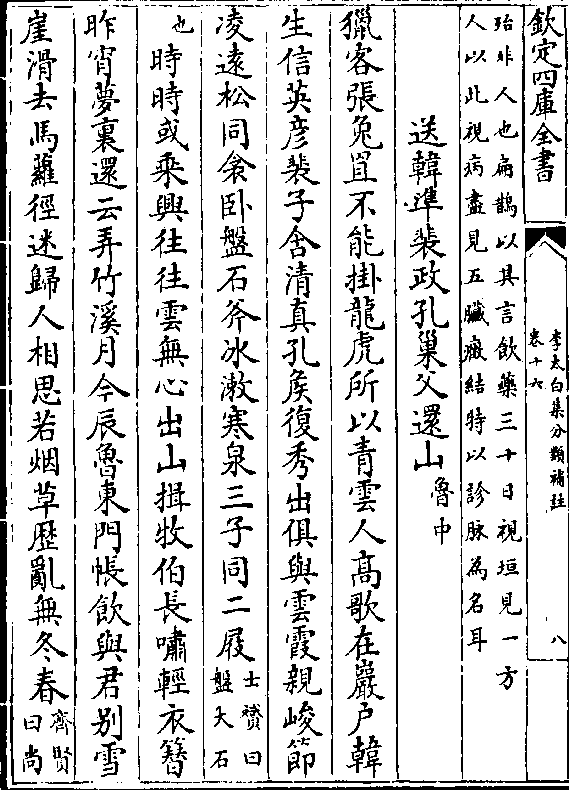 欽定四庫全書
李太白集分類補註
卷十六
八
殆非人也扁鵲以其言飲藥三十日視垣見一方
人以此視病盡見五臟癥結特以診脉為名耳
送韓準裴政孔巢父還山魯中
獵客張兔罝不能掛龍虎所以青雲人高歌在巖户韓
生信英彦裴子含清真孔侯復秀出俱與雲霞親峻節
凌遠松同衾卧盤石斧冰漱寒泉三子同二屐士贇曰盤大石
也時時或乗興往往雲無心出山揖牧伯長嘯輕衣簪
昨宵夢裏還云弄竹溪月今辰魯東門帳飲與君别雪
崖滑去馬蘿徑迷歸人相思若烟草歴亂無冬春齊賢曰尚